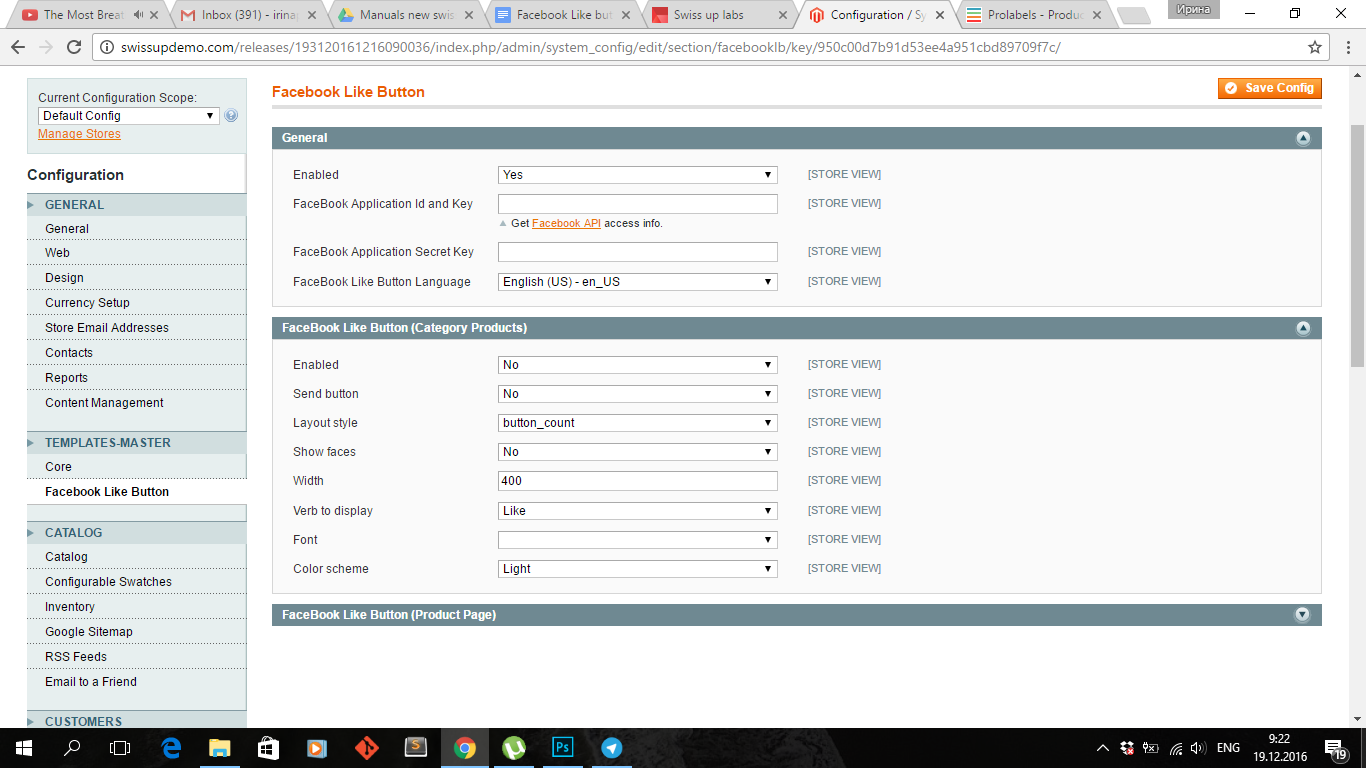 The Most Breat
Inbox (391) - irina
Manuals new swis
Facebook Like but
Swiss up labs
Configuration / Sy
Prolabels - Produc
Ирина
swissupdemo.com/releases/193120161216090036/index.php/admin/system_config/edit/section/facebooklb/key/950c00d7b91d53ee4a951cbd89709f7c/
Current Configuration Scope:
Default Config
Manage Stores
Configuration
GENERAL
General
Web
Design
Currency Setup
Store Email Addresses
Contacts
Reports
Content Management
TEMPLATES-MASTER
Core
Facebook Like Button
CATALOG
Catalog
Configurable Swatches
Inventory
Google Sitemap
RSS Feeds
Email to a Friend
CUSTOMERS
Facebook Like Button
Save Config
General
Enabled Yes [STORE VIEW]
FaceBook Application Id and Key [STORE VIEW]
Get Facebook API access info.
FaceBook Application Secret Key [STORE VIEW]
FaceBook Like Button Language English (US) - en_US [STORE VIEW]
FaceBook Like Button (Category Products)
Enabled No [STORE VIEW]
Send button No [STORE VIEW]
Layout style button_count [STORE VIEW]
Show faces No [STORE VIEW]
Width 400 [STORE VIEW]
Verb to display Like [STORE VIEW]
Font [STORE VIEW]
Color scheme Light [STORE VIEW]
FaceBook Like Button (Product Page)
S
Ps
ENG
9:22
19.12.2016
19